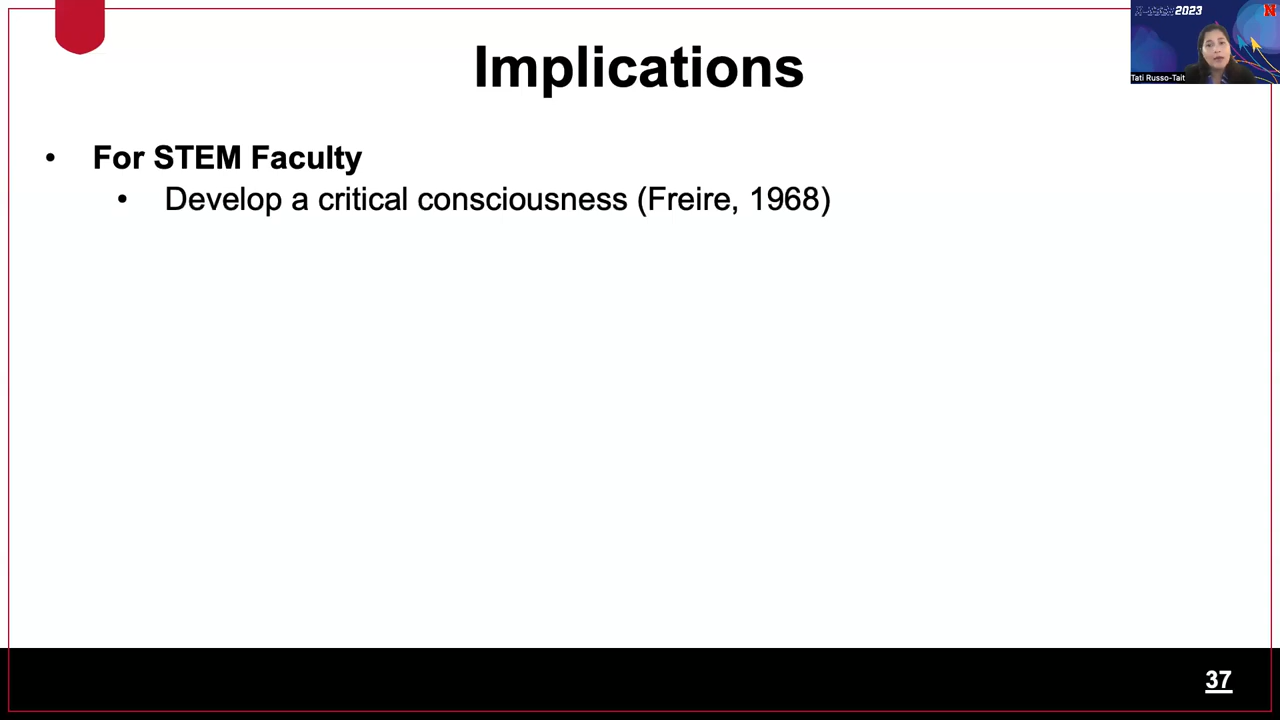 2023
N
Tati Russo-Tait
Implications
• For STEM Faculty
• Develop a critical consciousness (Freire, 1968)
37